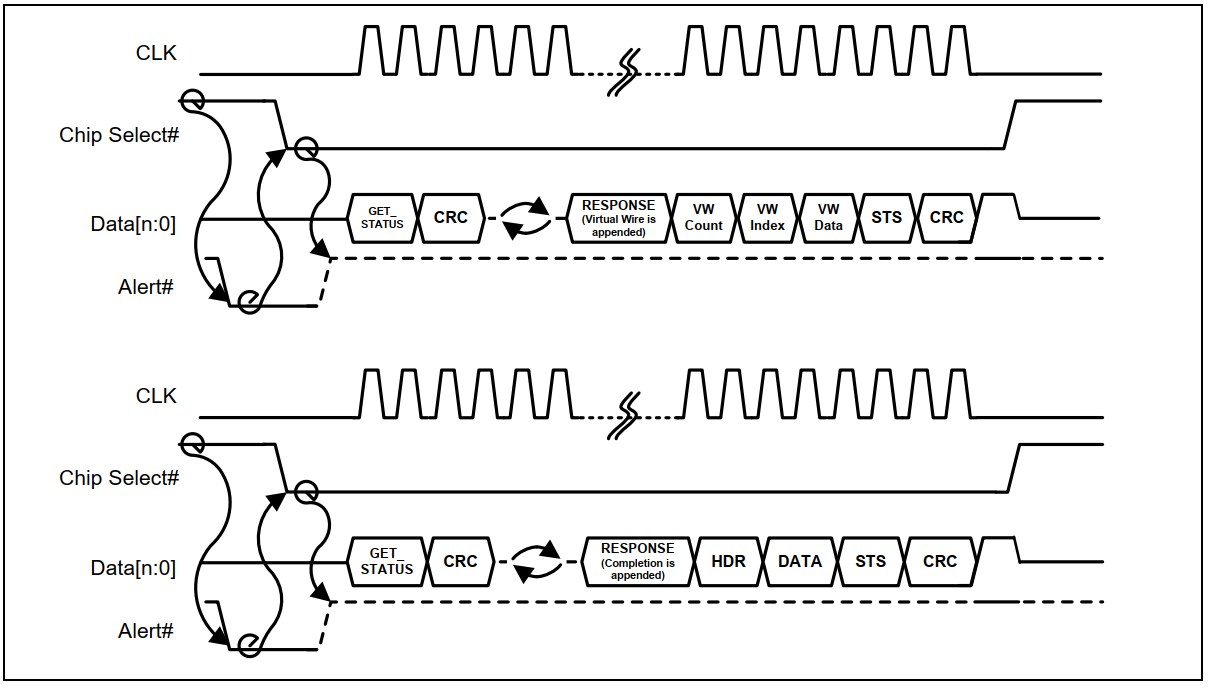 CLK
Chip Select#
Data[n:0]
GET_
STATUS
CRC
RESPONSE
(Virtual Wire is
appended)
VW
Count
VW
Index
VW
Data
STS
CRC
Alert#
CLK
Chip Select#
Data[n:0]
GET_
STATUS
CRC
RESPONSE
(Completion is
appended)
HDR
DATA
STS
CRC
Alert#